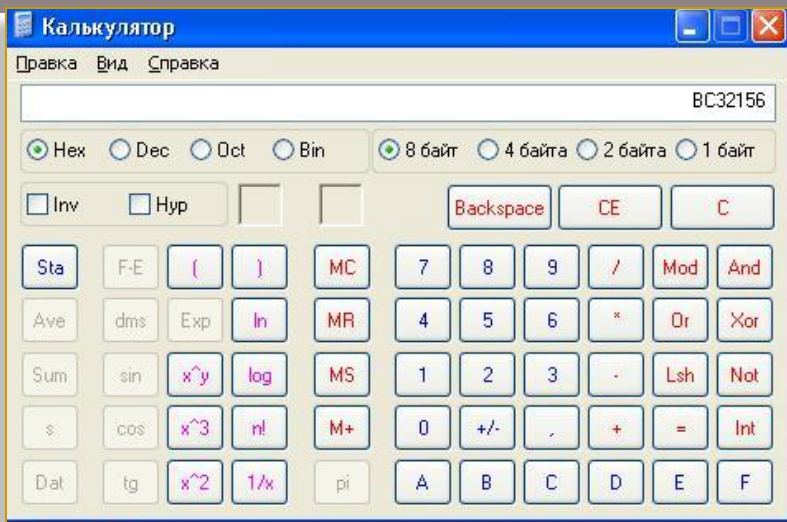 Калькулятор
Правка Вид Справка
BC32156
Hex Dec Oct Bin 8 байт 4 байта 2 байта 1 байт
Inv Hyp Backspace CE C
Sta F-E ( ) MC 7 8 9 / Mod And
Ave dms Exp ln MR 4 5 6 * Or Xor
Sum sin x^y log MS 1 2 3 - Lsh Not
s cos x^3 n! M+ 0 +/- , + = Int
Dat tg x^2 1/x pi A B C D E F